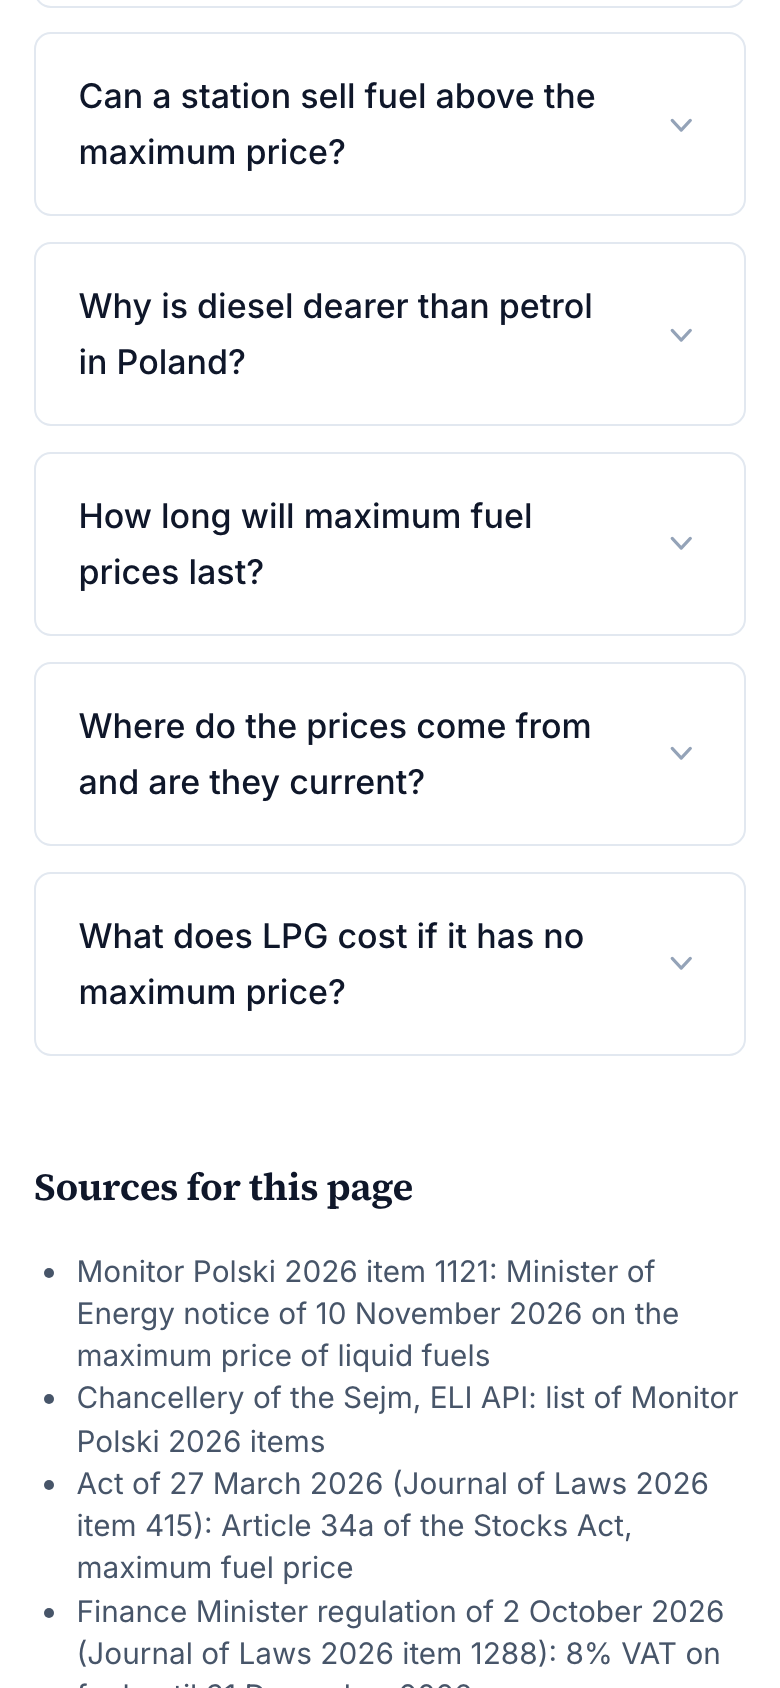 Can a station sell fuel above the
maximum price?
Why is diesel dearer than petrol
in Poland?
How long will maximum fuel
prices last?
Where do the prices come from
and are they current?
What does LPG cost if it has no
maximum price?
Sources for this page
• Monitor Polski 2026 item 1121: Minister of
Energy notice of 10 November 2026 on the
maximum price of liquid fuels
• Chancellery of the Sejm, ELI API: list of Monitor
Polski 2026 items
• Act of 27 March 2026 (Journal of Laws 2026
item 415): Article 34a of the Stocks Act,
maximum fuel price
• Finance Minister regulation of 2 October 2026
(Journal of Laws 2026 item 1288): 8% VAT on